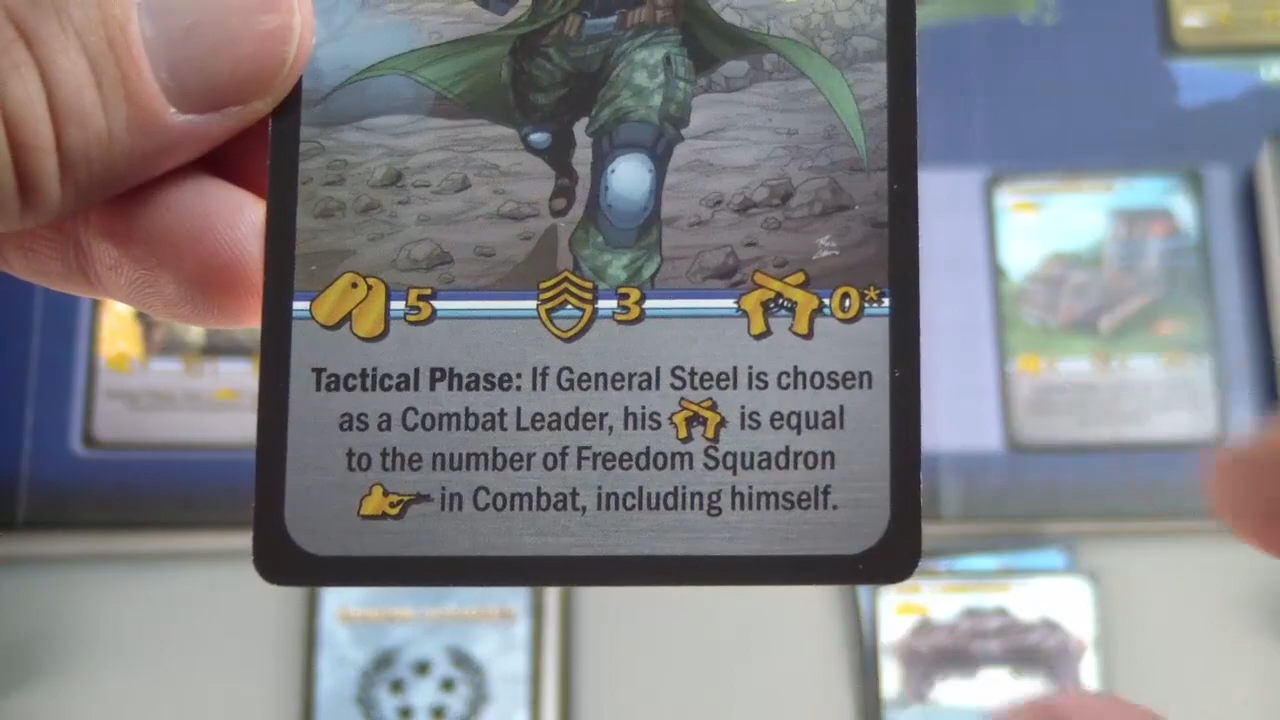 5 3 0*
Tactical Phase: If General Steel is chosen
as a Combat Leader, his is equal
to the number of Freedom Squadron
in Combat, including himself.